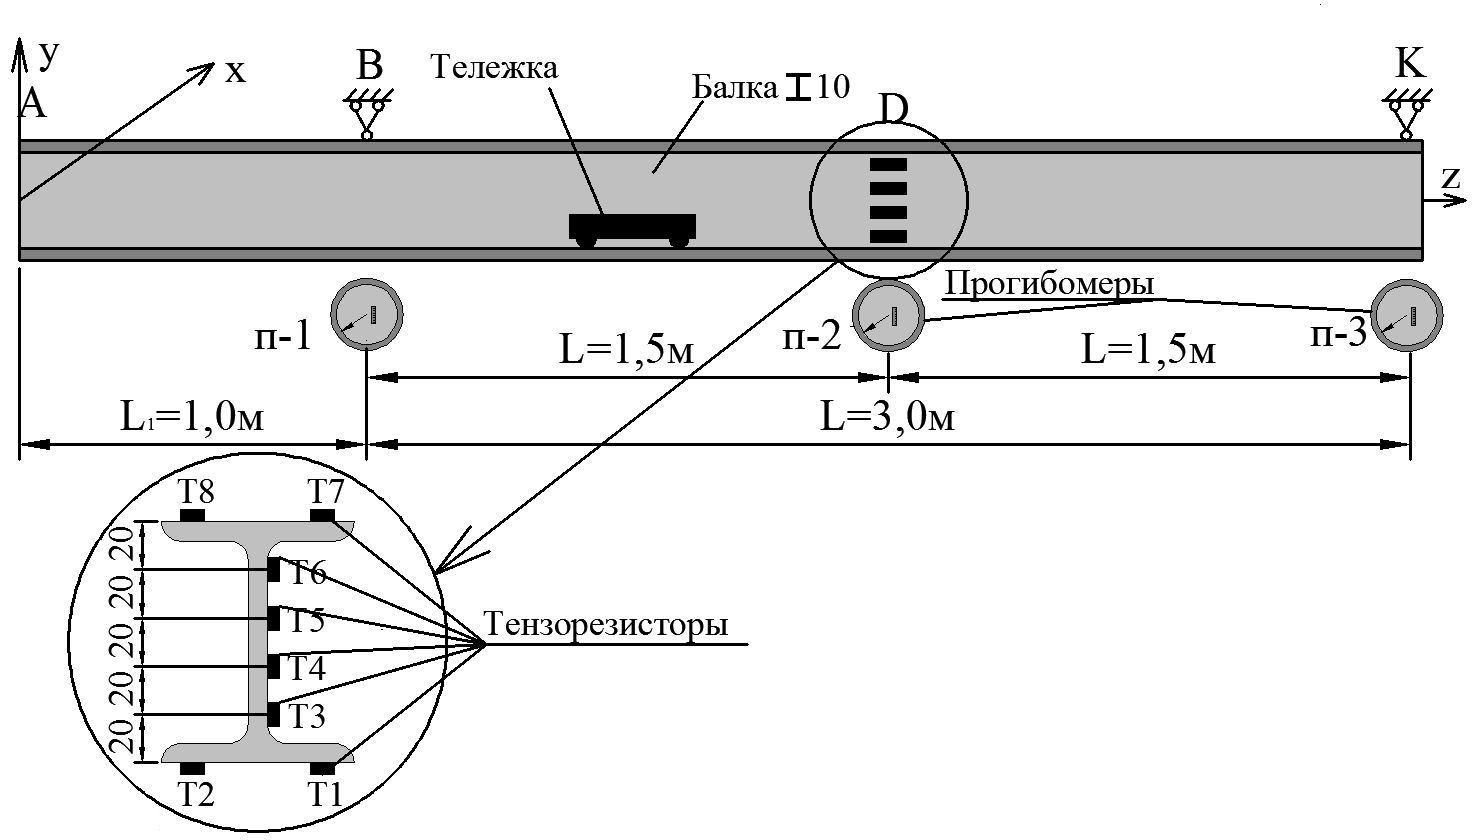 y
x
A
B
Тележка
Балка 10
D
K
z
Прогибомеры
п-1
п-2
п-3
L=1,5м
L=1,5м
L₁=1,0м
L=3,0м
T8
T7
20
20
20
20
20
T6
T5
T4
T3
Тензорезисторы
T2
T1